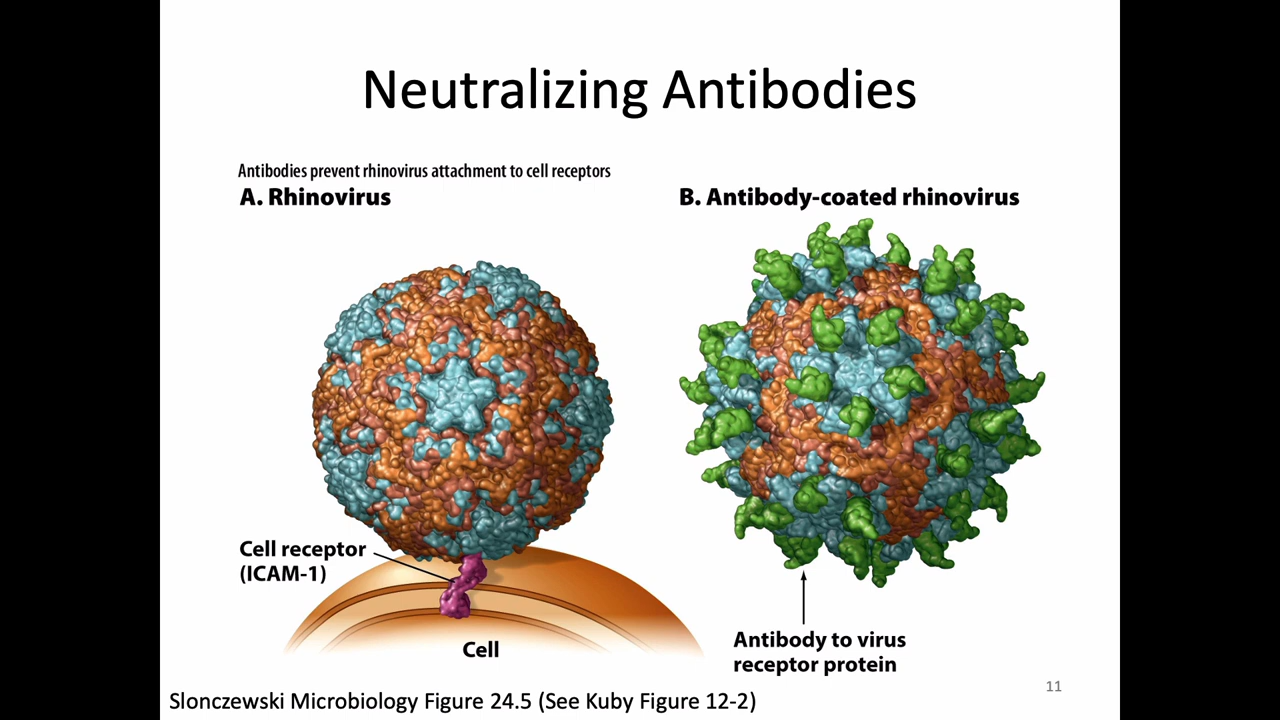 Neutralizing Antibodies
Antibodies prevent rhinovirus attachment to cell receptors
A. Rhinovirus
B. Antibody-coated rhinovirus
Cell receptor
(ICAM-1)
Cell
Antibody to virus
receptor protein
Slonczewski Microbiology Figure 24.5 (See Kuby Figure 12-2)
11